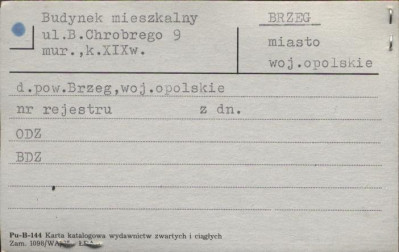 Budynek mieszkalny
ul.B.Chrobrego 9
mur.,k.XIXw.
BRZEG
miasto
woj.opolskie
d.pow.Brzeg,woj.opolskie
nr rejestru z dn.
ODZ
BDZ
Pu-B-144 Karta katalogowa wydawnictw zwartych i ciągłych
Zam.